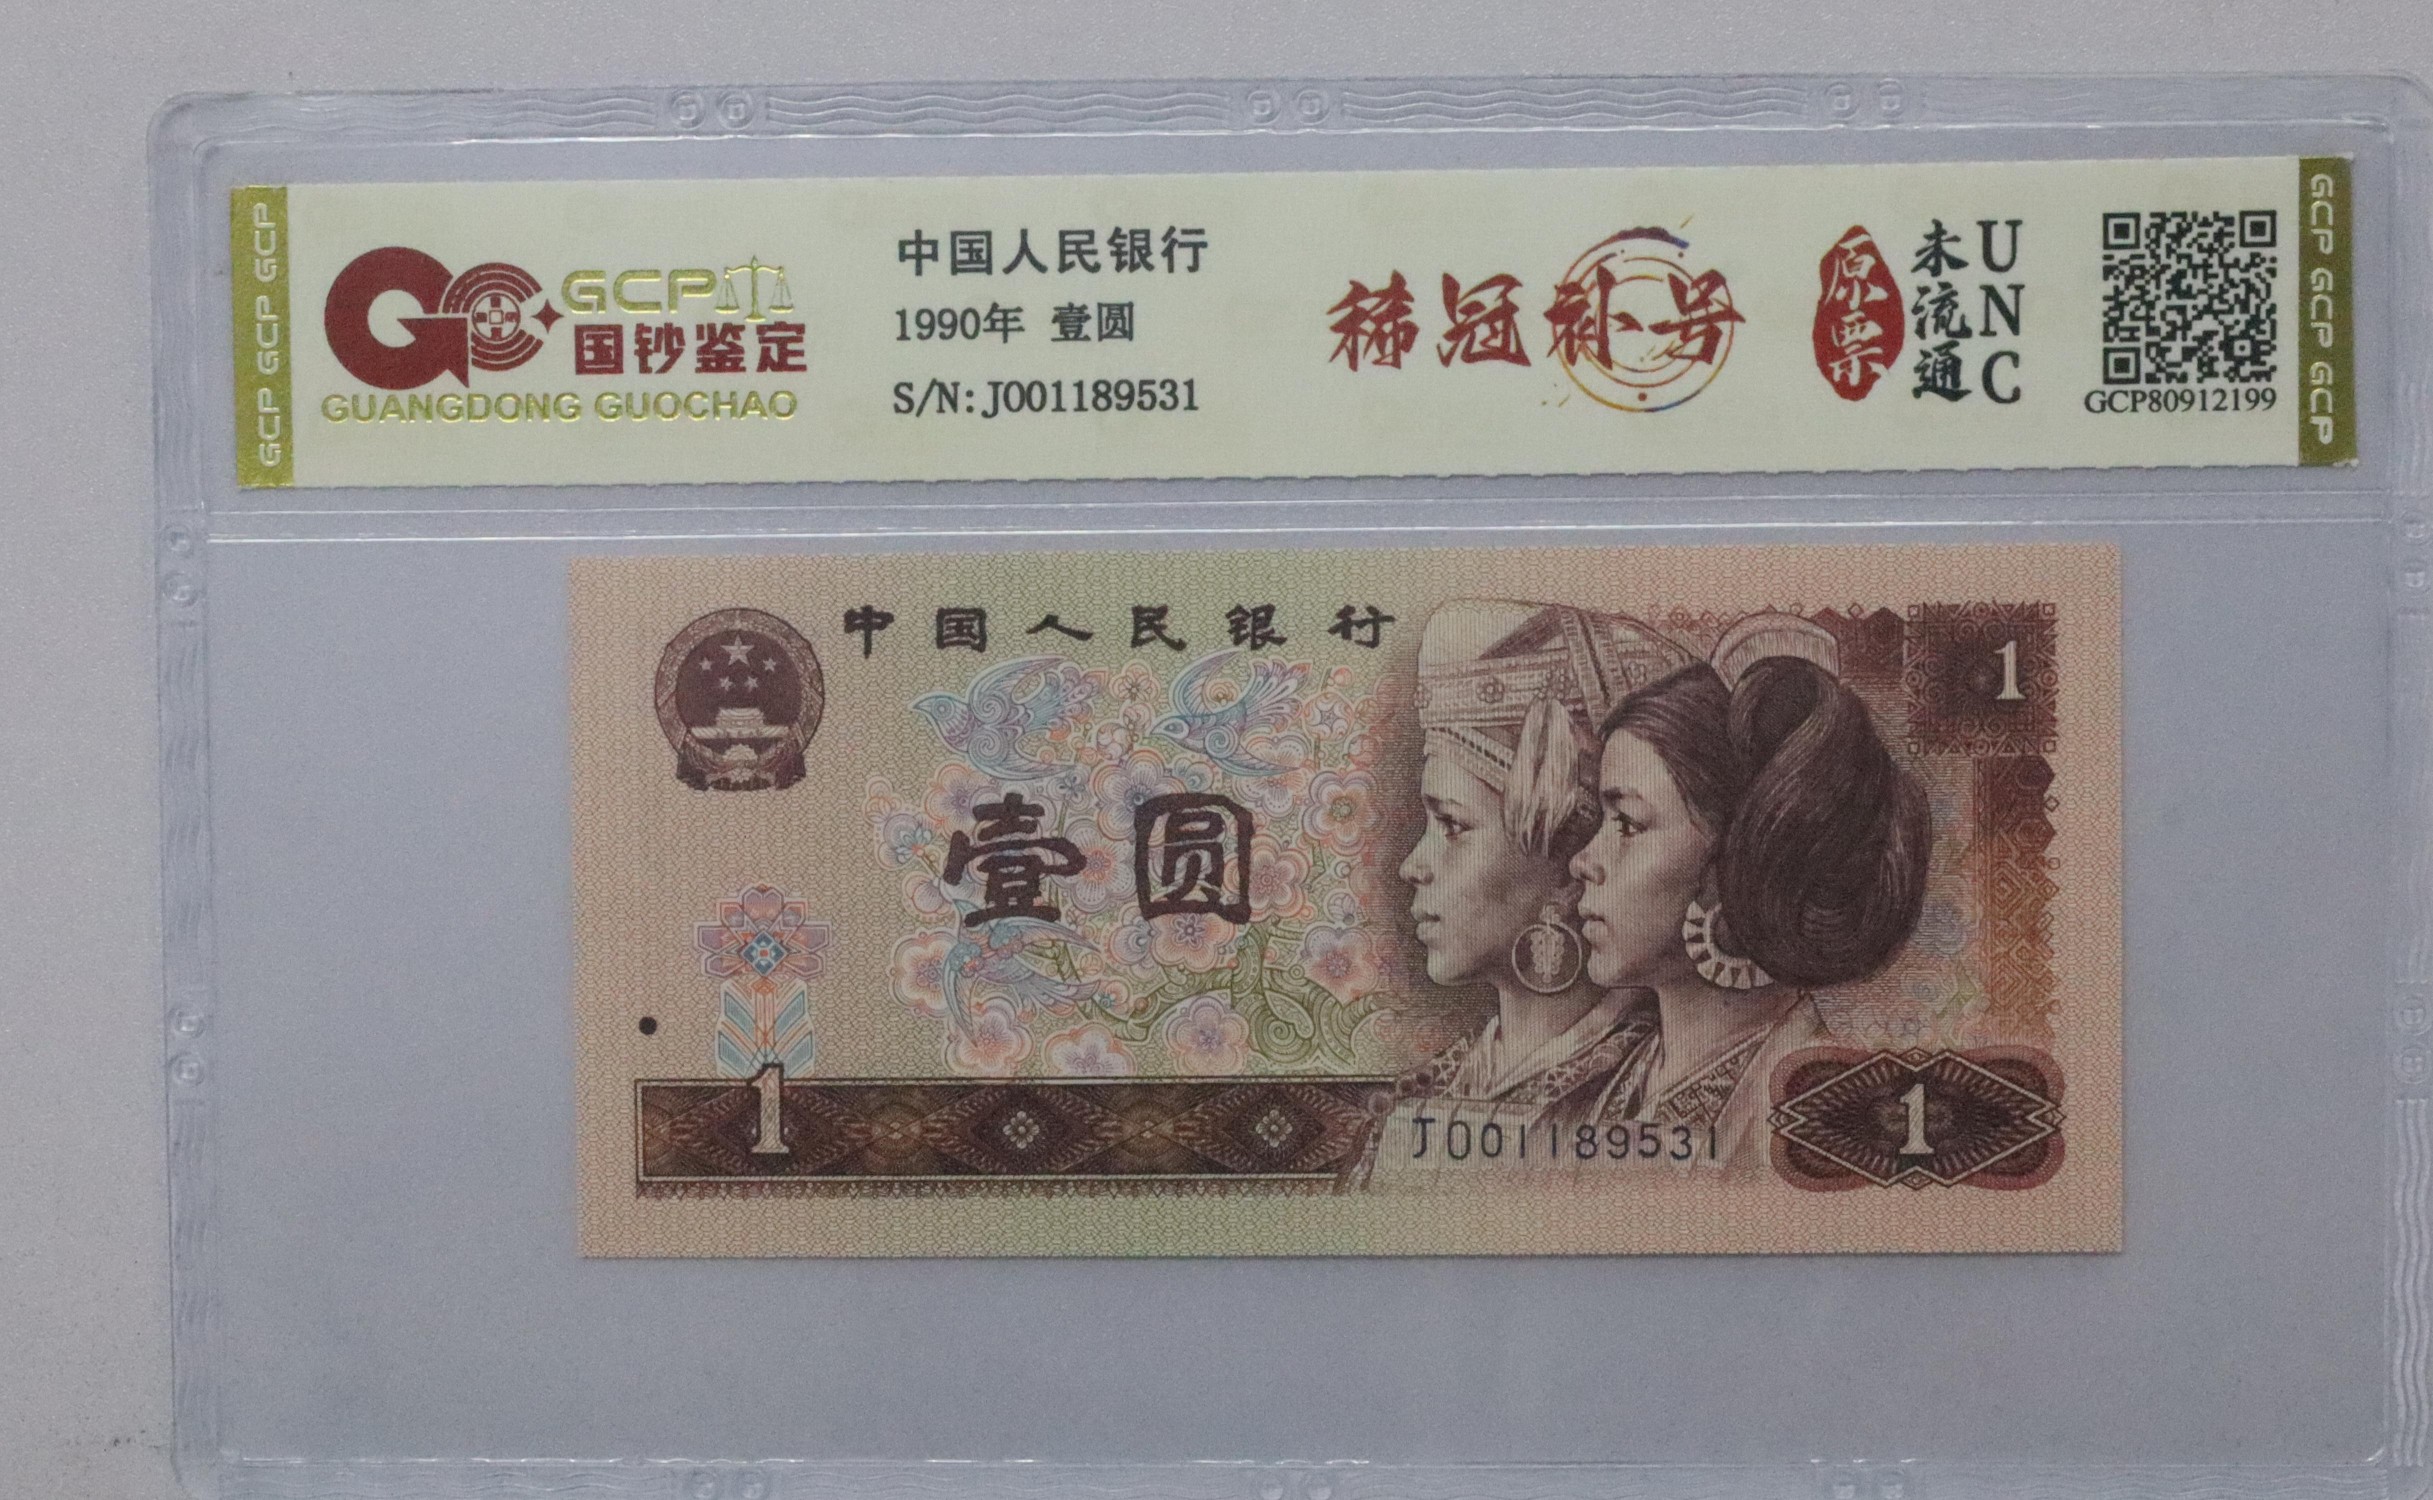 GCP GCP GCP
GCP
国钞鉴定
GUANGDONG GUOCHAO
中国人民银行
1990年 壹圆
S/N:J001189531
稀冠补号
原票
未流通
UNC
GCP80912199
GCP GCP GCP
中国人民银行
1
壹圆
1
J001189531
1